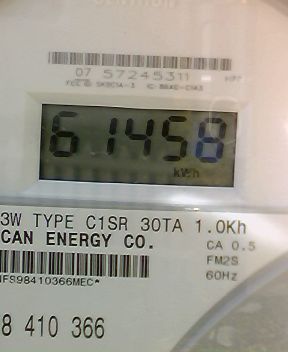 07 57245311
61458
kWh
3W TYPE C1SR 30TA 1.0Kh
CAN ENERGY CO.
CA 0.5
FM2S
60Hz
IFS98410366MEC*
8 410 366